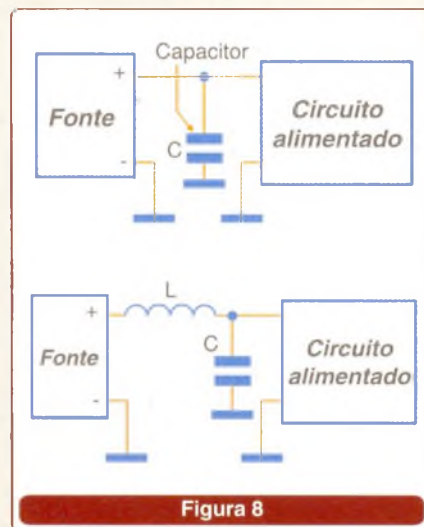 Capacitor
+
Fonte
-
C
Circuito
alimentado
L
+
Fonte
-
C
Circuito
alimentado
Figura 8